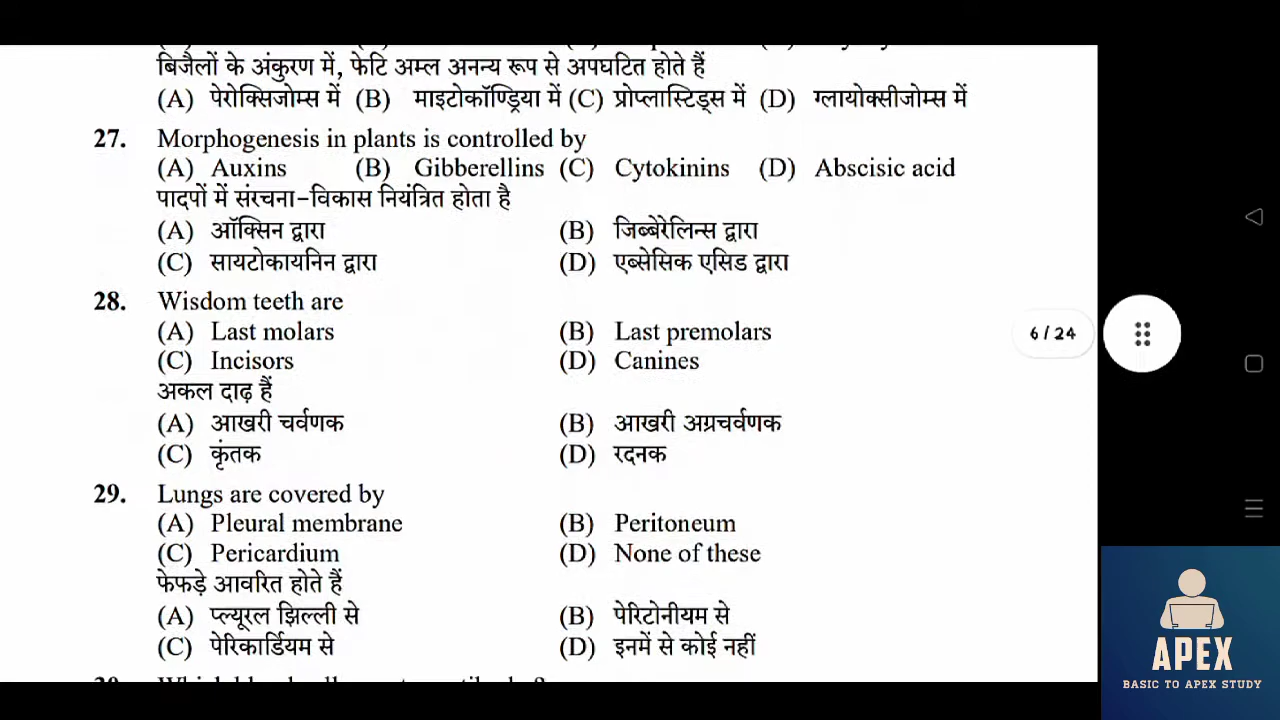 बिजैलों के अंकुरण में, फेटि अम्ल अनन्य रूप से अपघटित होते हैं
(A) पेरोक्सिजोम्स में (B) माइटोकॉण्ड्रिया में (C) प्रोप्लास्टिड्स में (D) ग्लायोक्सीजोम्स में
27. Morphogenesis in plants is controlled by
(A) Auxins (B) Gibberellins (C) Cytokinins (D) Abscisic acid
पादपों में संरचना-विकास नियंत्रित होता है
(A) ऑक्सिन द्वारा (B) जिब्बेरेलिन्स द्वारा
(C) सायटोकायनिन द्वारा (D) एब्सेसिक एसिड द्वारा
28. Wisdom teeth are
(A) Last molars (B) Last premolars
(C) Incisors (D) Canines
अकल दाढ़ हैं
(A) आखरी चर्वणक (B) आखरी अग्रचर्वणक
(C) कृंतक (D) रदनक
29. Lungs are covered by
(A) Pleural membrane (B) Peritoneum
(C) Pericardium (D) None of these
फेफड़े आवरित होते हैं
(A) प्ल्यूरल झिल्ली से (B) पेरिटोनीयम से
(C) पेरिकार्डियम से (D) इनमें से कोई नहीं
6 / 24
APEX
BASIC TO APEX STUDY